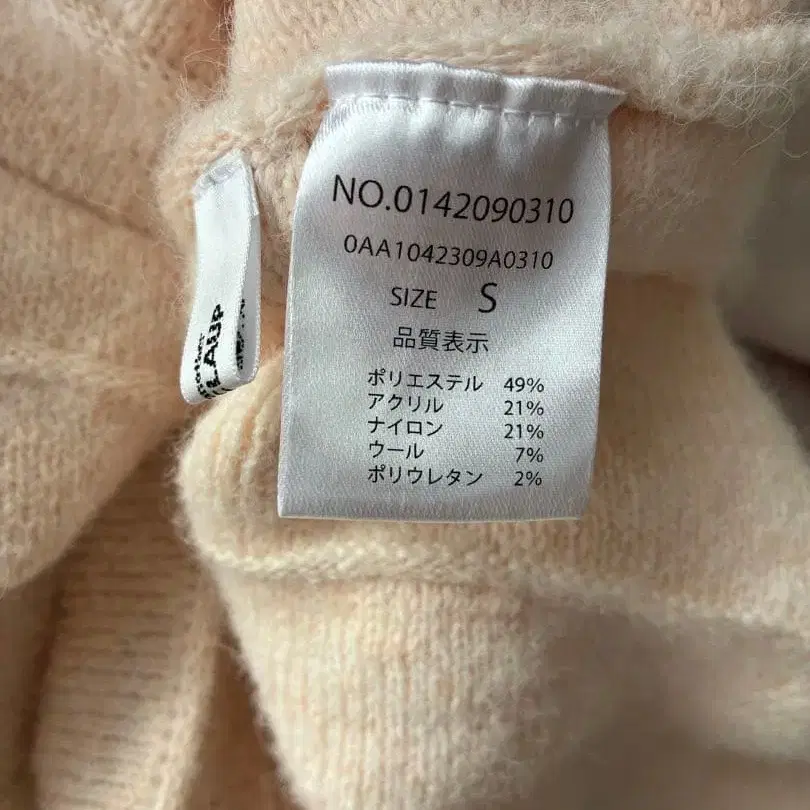 NO.0142090310
0AA1042309A0310
SIZE S
品質表示
ポリエステル 49%
アクリル 21%
ナイロン 21%
ウール 7%
ポリウレタン 2%